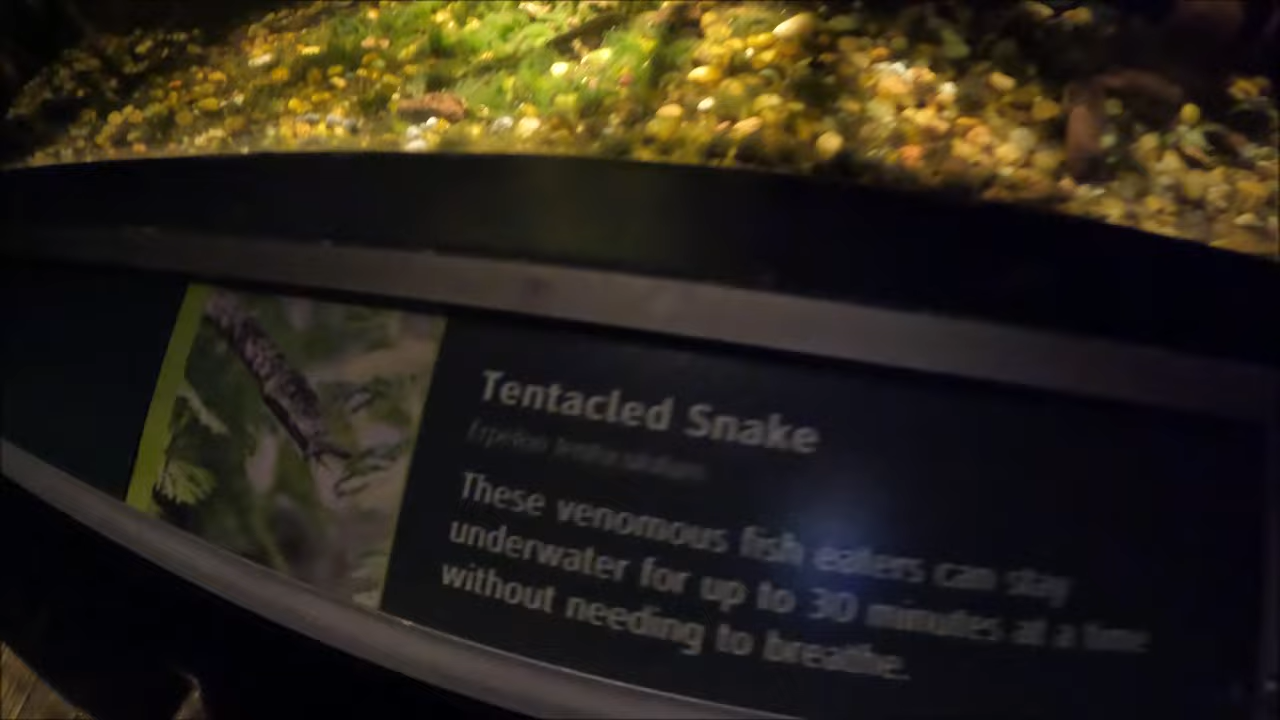 Tentacled Snake
These venomous fish eaters can stay
underwater for up to 30 minutes at a time
without needing to breathe.